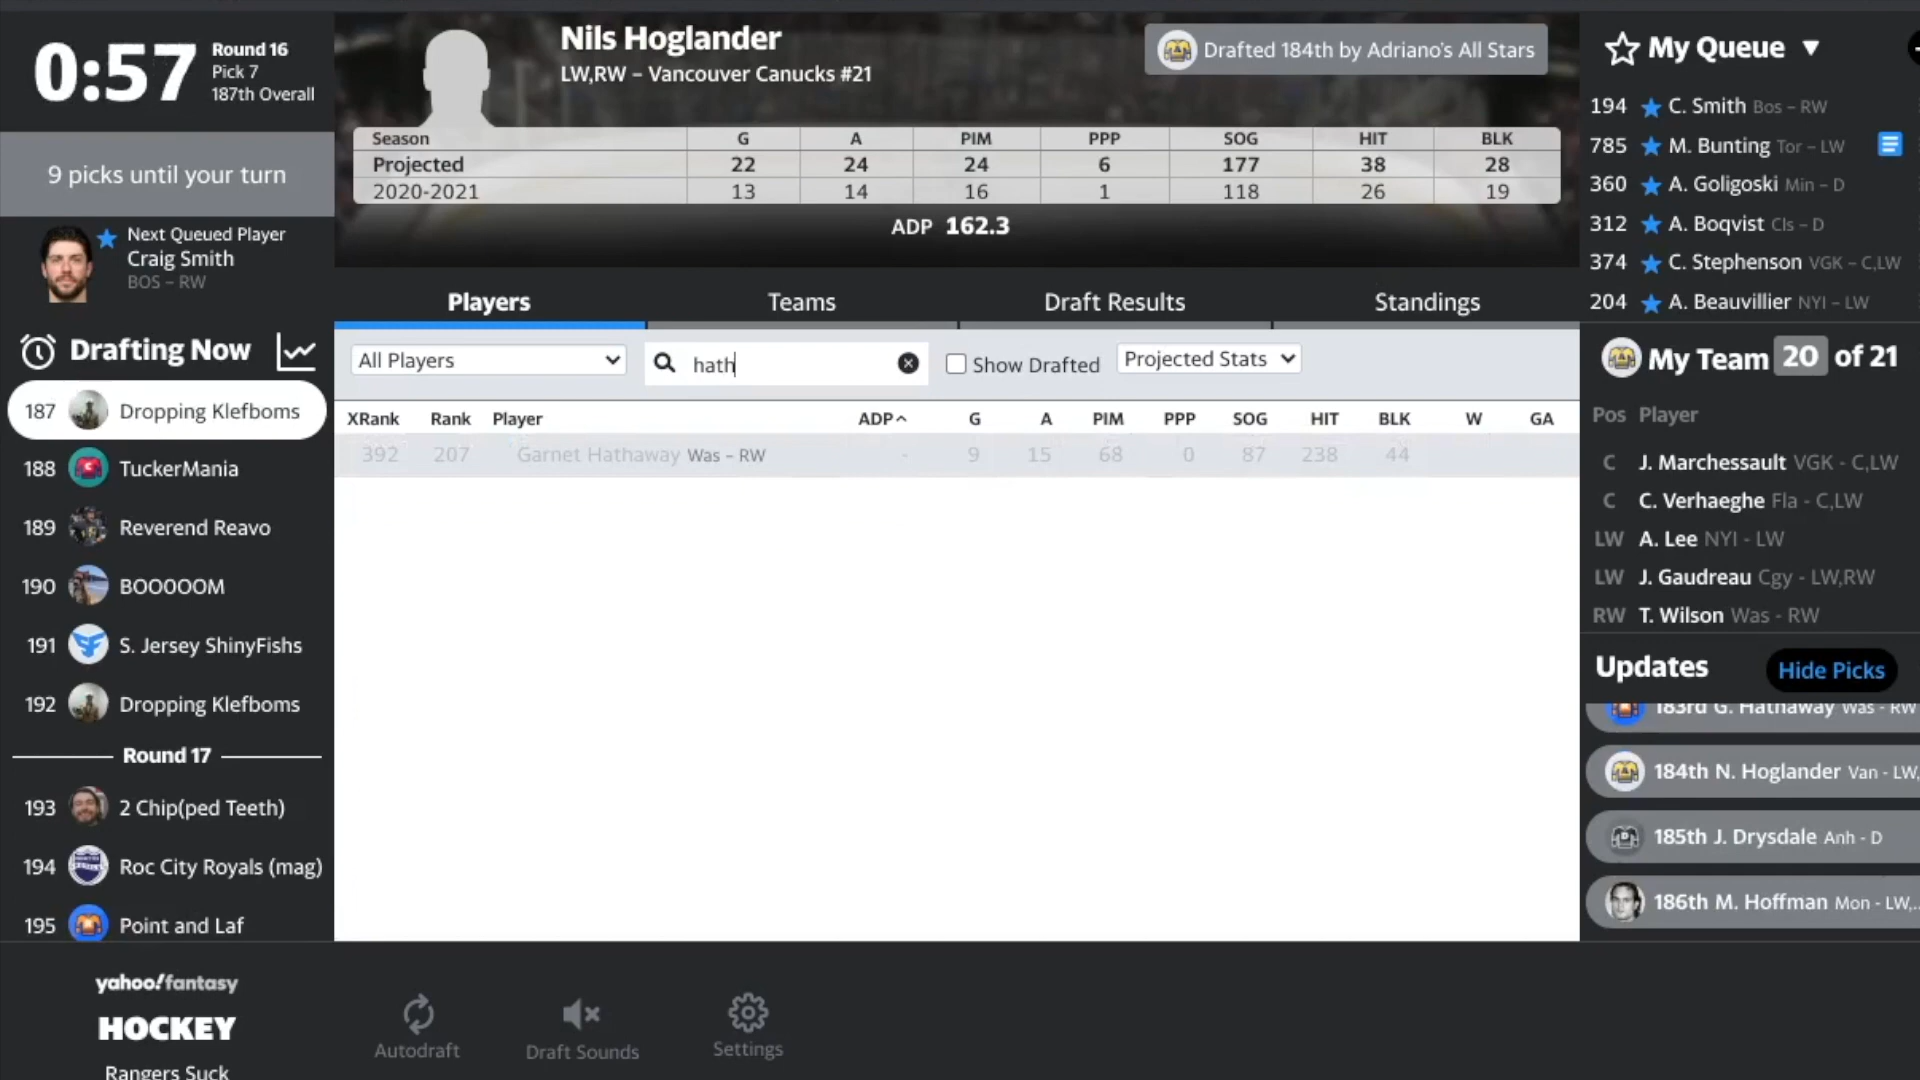 0:57
Round 16
Pick 7
187th Overall
9 picks until your turn
Next Queued Player
Craig Smith
BOS – RW
Drafting Now
187 Dropping Klefboms
188 TuckerMania
189 Reverend Reavo
190 BOOOOOM
191 S. Jersey ShinyFishs
192 Dropping Klefboms
Round 17
193 2 Chip(ped Teeth)
194 Roc City Royals (mag)
195 Point and Laf
yahoo!fantasy
HOCKEY
Rangers Suck
Nils Hoglander
LW,RW – Vancouver Canucks #21
Drafted 184th by Adriano's All Stars
Season G A PIM PPP SOG HIT BLK
Projected 22 24 24 6 177 38 28
2020-2021 13 14 16 1 118 26 19
ADP 162.3
Players Teams Draft Results Standings
All Players hath Show Drafted Projected Stats
XRank Rank Player ADP G A PIM PPP SOG HIT BLK W GA
392 207 Garnet Hathaway Was – RW - 9 15 68 0 87 238 44
Autodraft Draft Sounds Settings
My Queue
194 C. Smith Bos – RW
785 M. Bunting Tor – LW
360 A. Goligoski Min – D
312 A. Boqvist Cls – D
374 C. Stephenson VGK – C,LW
204 A. Beauvillier NYI – LW
My Team 20 of 21
Pos Player
C J. Marchessault VGK - C,LW
C C. Verhaeghe Fla - C,LW
LW A. Lee NYI - LW
LW J. Gaudreau Cgy - LW,RW
RW T. Wilson Was - RW
Updates Hide Picks
183rd G. Hathaway Was - RW
184th N. Hoglander Van - LW,
185th J. Drysdale Anh - D
186th M. Hoffman Mon - LW,..